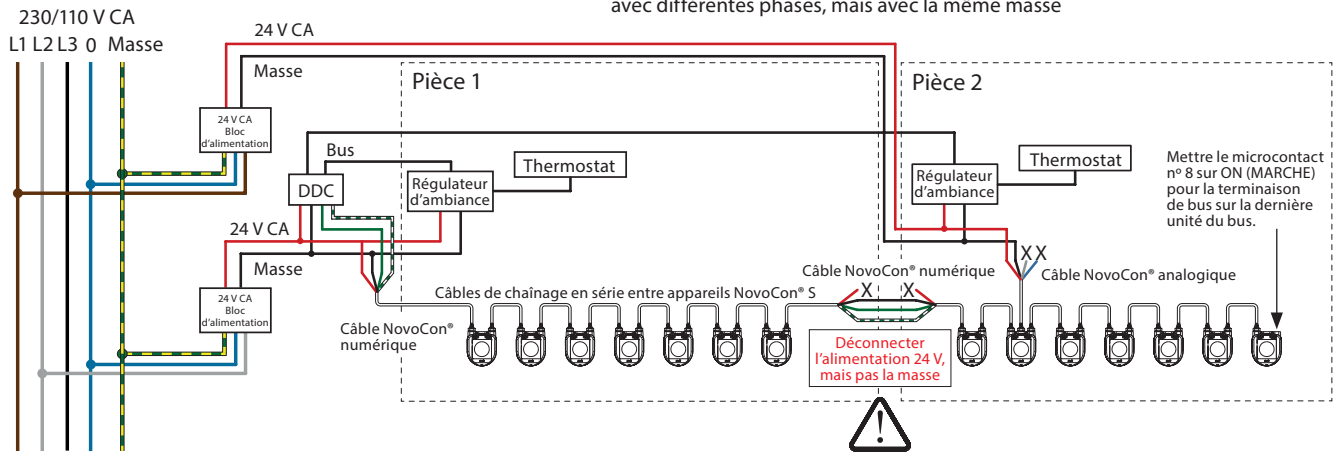 avec différentes phases, mais avec la même masse
230/110 V CA
L1 L2 L3 0 Masse
24 V CA
Masse
24 V CA
Bloc
d'alimentation
Pièce 1
Pièce 2
Bus
DDC
Régulateur
d'ambiance
Thermostat
Régulateur
d'ambiance
Thermostat
Mettre le microcontact
nº 8 sur ON (MARCHE)
pour la terminaison
de bus sur la dernière
unité du bus.
24 V CA
Masse
24 V CA
Bloc
d'alimentation
X X
Câble NovoCon® numérique
Câble NovoCon® analogique
Câbles de chaînage en série entre appareils NovoCon® S
X X
Câble NovoCon®
numérique
Déconnecter
l'alimentation 24 V,
mais pas la masse